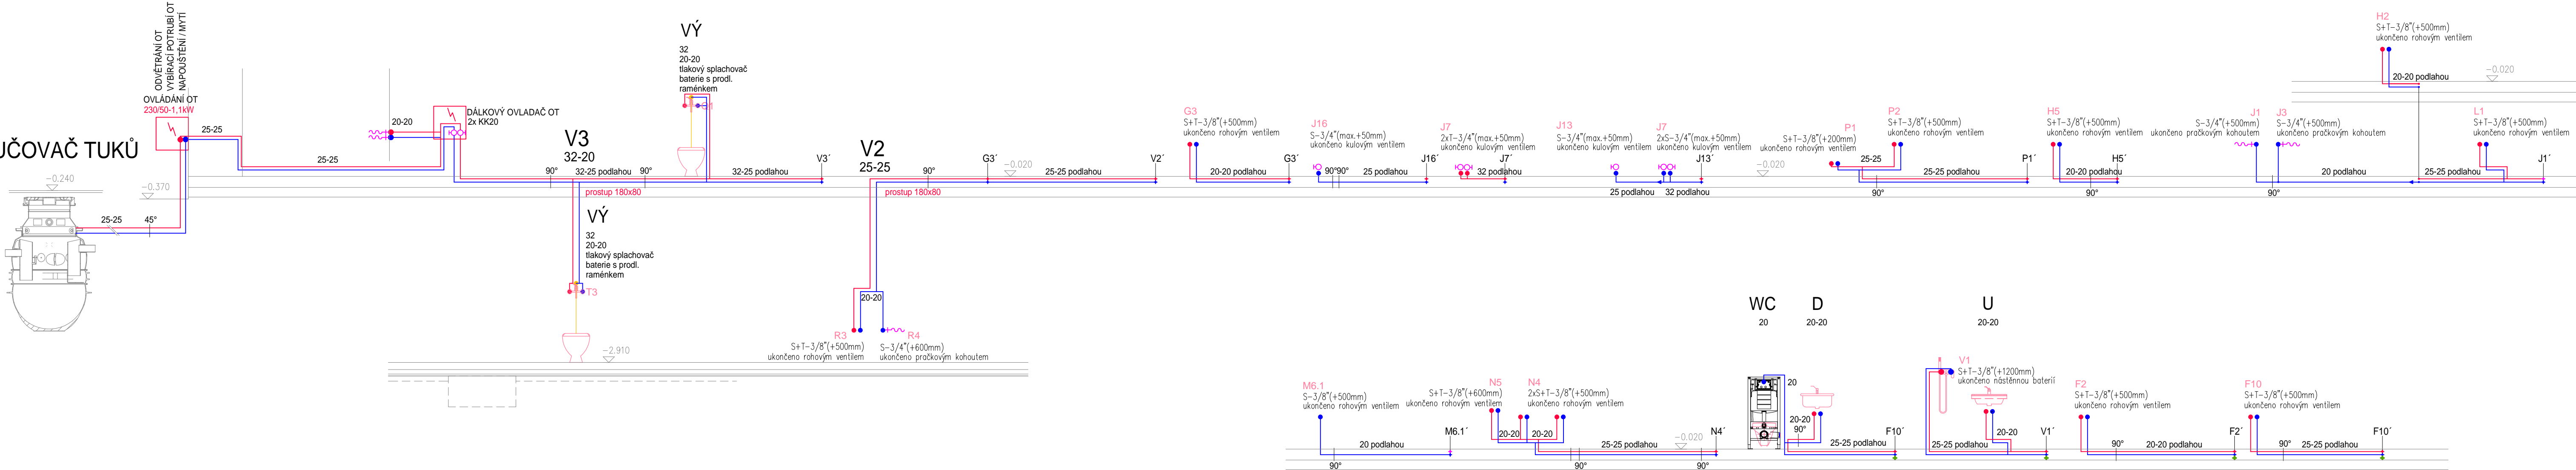 ODVĚTRÁNÍ OT
VYBÍRACÍ POTRUBÍ OT
NAPOUŠTĚNÍ / MYTÍ
OVLÁDÁNÍ OT
230/50-1,1kW
UČOVAČ TUKŮ
-0.240
-0.370
25-25
45°
25-25
25-25
20-20
DÁLKOVÝ OVLADAČ OT
2x KK20
V3
32-20
90°
32-25 podlahou
90°
prostup 180x80
VÝ
32
20-20
tlakový splachovač
baterie s prodl.
raménkem
32-25 podlahou
V3´
VÝ
32
20-20
tlakový splachovač
baterie s prodl.
raménkem
T3
-2.910
V2
25-25
90°
prostup 180x80
G3´
-0.020
25-25 podlahou
V2´
20-20
R3
S+T-3/8"(+500mm)
ukončeno rohovým ventilem
R4
S-3/4"(+600mm)
ukončeno pračkovým kohoutem
G3
S+T-3/8"(+500mm)
ukončeno rohovým ventilem
20-20 podlahou
G3´
J16
S-3/4"(max.+50mm)
ukončeno kulovým ventilem
90°90°
25 podlahou
J16´
J7
2xT-3/4"(max.+50mm)
ukončeno kulovým ventilem
32 podlahou
J7´
J13
S-3/4"(max.+50mm)
ukončeno kulovým ventilem
25 podlahou
J7
2xS-3/4"(max.+50mm)
ukončeno kulovým ventilem
32 podlahou
J13´
-0.020
P1
S+T-3/8"(+200mm)
ukončeno rohovým ventilem
P2
S+T-3/8"(+500mm)
ukončeno rohovým ventilem
25-25
90°
25-25 podlahou
P1´
H5
S+T-3/8"(+500mm)
ukončeno rohovým ventilem
20-20 podlahou
H5´
90°
J1
S-3/4"(+500mm)
ukončeno pračkovým kohoutem
J3
S-3/4"(+500mm)
ukončeno pračkovým kohoutem
90°
20 podlahou
H2
S+T-3/8"(+500mm)
ukončeno rohovým ventilem
20-20 podlahou
-0.020
L1
S+T-3/8"(+500mm)
ukončeno rohovým ventilem
25-25 podlahou
J1´
M6.1
S-3/8"(+500mm)
ukončeno rohovým ventilem
20 podlahou
M6.1´
90°
N5
S+T-3/8"(+600mm)
ukončeno rohovým ventilem
N4
2xS+T-3/8"(+500mm)
ukončeno rohovým ventilem
20-20
20-20
90°
25-25 podlahou
-0.020
N4´
90°
WC
20
D
20-20
20
20-20
90°
25-25 podlahou
F10´
U
20-20
V1
S+T-3/8"(+1200mm)
ukončeno nástěnnou baterií
20-20
25-25 podlahou
V1´
F2
S+T-3/8"(+500mm)
ukončeno rohovým ventilem
90°
20-20 podlahou
F2´
F10
S+T-3/8"(+500mm)
ukončeno rohovým ventilem
90°
25-25 podlahou
F10´